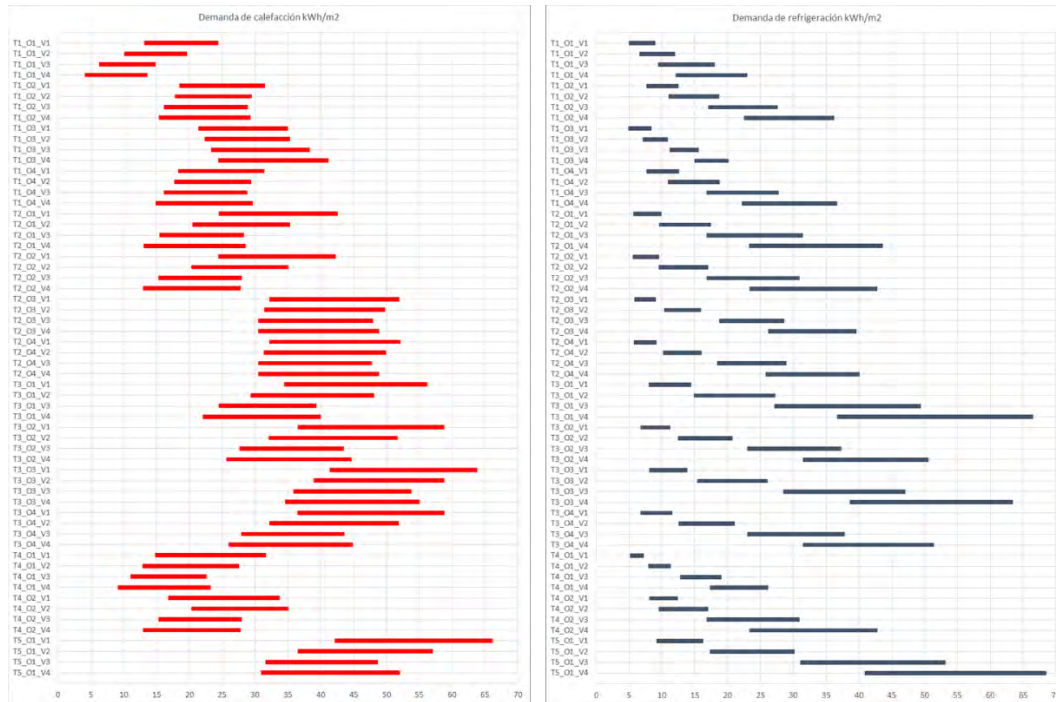 Demanda de calefacción kWh/m2
T1_O1_V1
T1_O1_V2
T1_O1_V3
T1_O1_V4
T1_O2_V1
T1_O2_V2
T1_O2_V3
T1_O2_V4
T1_O3_V1
T1_O3_V2
T1_O3_V3
T1_O3_V4
T1_O4_V1
T1_O4_V2
T1_O4_V3
T1_O4_V4
T2_O1_V1
T2_O1_V2
T2_O1_V3
T2_O1_V4
T2_O2_V1
T2_O2_V2
T2_O2_V3
T2_O2_V4
T2_O3_V1
T2_O3_V2
T2_O3_V3
T2_O3_V4
T2_O4_V1
T2_O4_V2
T2_O4_V3
T2_O4_V4
T3_O1_V1
T3_O1_V2
T3_O1_V3
T3_O1_V4
T3_O2_V1
T3_O2_V2
T3_O2_V3
T3_O2_V4
T3_O3_V1
T3_O3_V2
T3_O3_V3
T3_O3_V4
T3_O4_V1
T3_O4_V2
T3_O4_V3
T3_O4_V4
T4_O1_V1
T4_O1_V2
T4_O1_V3
T4_O1_V4
T4_O2_V1
T4_O2_V2
T4_O2_V3
T4_O2_V4
T5_O1_V1
T5_O1_V2
T5_O1_V3
T5_O1_V4
0 5 10 15 20 25 30 35 40 45 50 55 60 65 70
Demanda de refrigeración kWh/m2
T1_O1_V1
T1_O1_V2
T1_O1_V3
T1_O1_V4
T1_O2_V1
T1_O2_V2
T1_O2_V3
T1_O2_V4
T1_O3_V1
T1_O3_V2
T1_O3_V3
T1_O3_V4
T1_O4_V1
T1_O4_V2
T1_O4_V3
T1_O4_V4
T2_O1_V1
T2_O1_V2
T2_O1_V3
T2_O1_V4
T2_O2_V1
T2_O2_V2
T2_O2_V3
T2_O2_V4
T2_O3_V1
T2_O3_V2
T2_O3_V3
T2_O3_V4
T2_O4_V1
T2_O4_V2
T2_O4_V3
T2_O4_V4
T3_O1_V1
T3_O1_V2
T3_O1_V3
T3_O1_V4
T3_O2_V1
T3_O2_V2
T3_O2_V3
T3_O2_V4
T3_O3_V1
T3_O3_V2
T3_O3_V3
T3_O3_V4
T3_O4_V1
T3_O4_V2
T3_O4_V3
T3_O4_V4
T4_O1_V1
T4_O1_V2
T4_O1_V3
T4_O1_V4
T4_O2_V1
T4_O2_V2
T4_O2_V3
T4_O2_V4
T5_O1_V1
T5_O1_V2
T5_O1_V3
T5_O1_V4
0 5 10 15 20 25 30 35 40 45 50 55 60 65 7